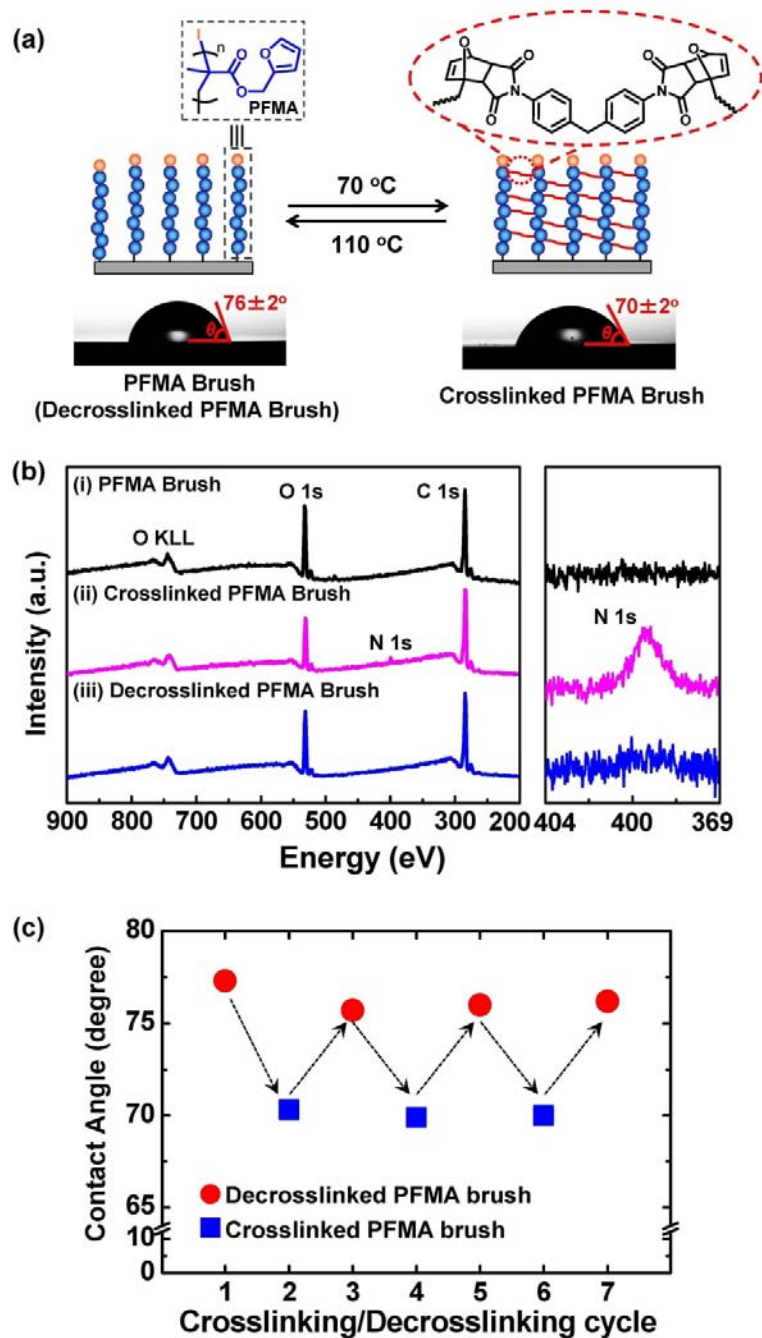 (a)
I
n
O
O
O
PFMA
O
O
O
N
N
O
O
O
70 °C
110 °C
76±2°
θ
70±2°
θ
PFMA Brush
(Decrosslinked PFMA Brush)
Crosslinked PFMA Brush
(b)
(i) PFMA Brush
O 1s
C 1s
O KLL
(ii) Crosslinked PFMA Brush
N 1s
N 1s
(iii) Decrosslinked PFMA Brush
Intensity (a.u.)
900 800 700 600 500 400 300 200
404 400 369
Energy (eV)
(c)
80
75
70
65
10
0
Contact Angle (degree)
Decrosslinked PFMA brush
Crosslinked PFMA brush
1 2 3 4 5 6 7
Crosslinking/Decrosslinking cycle